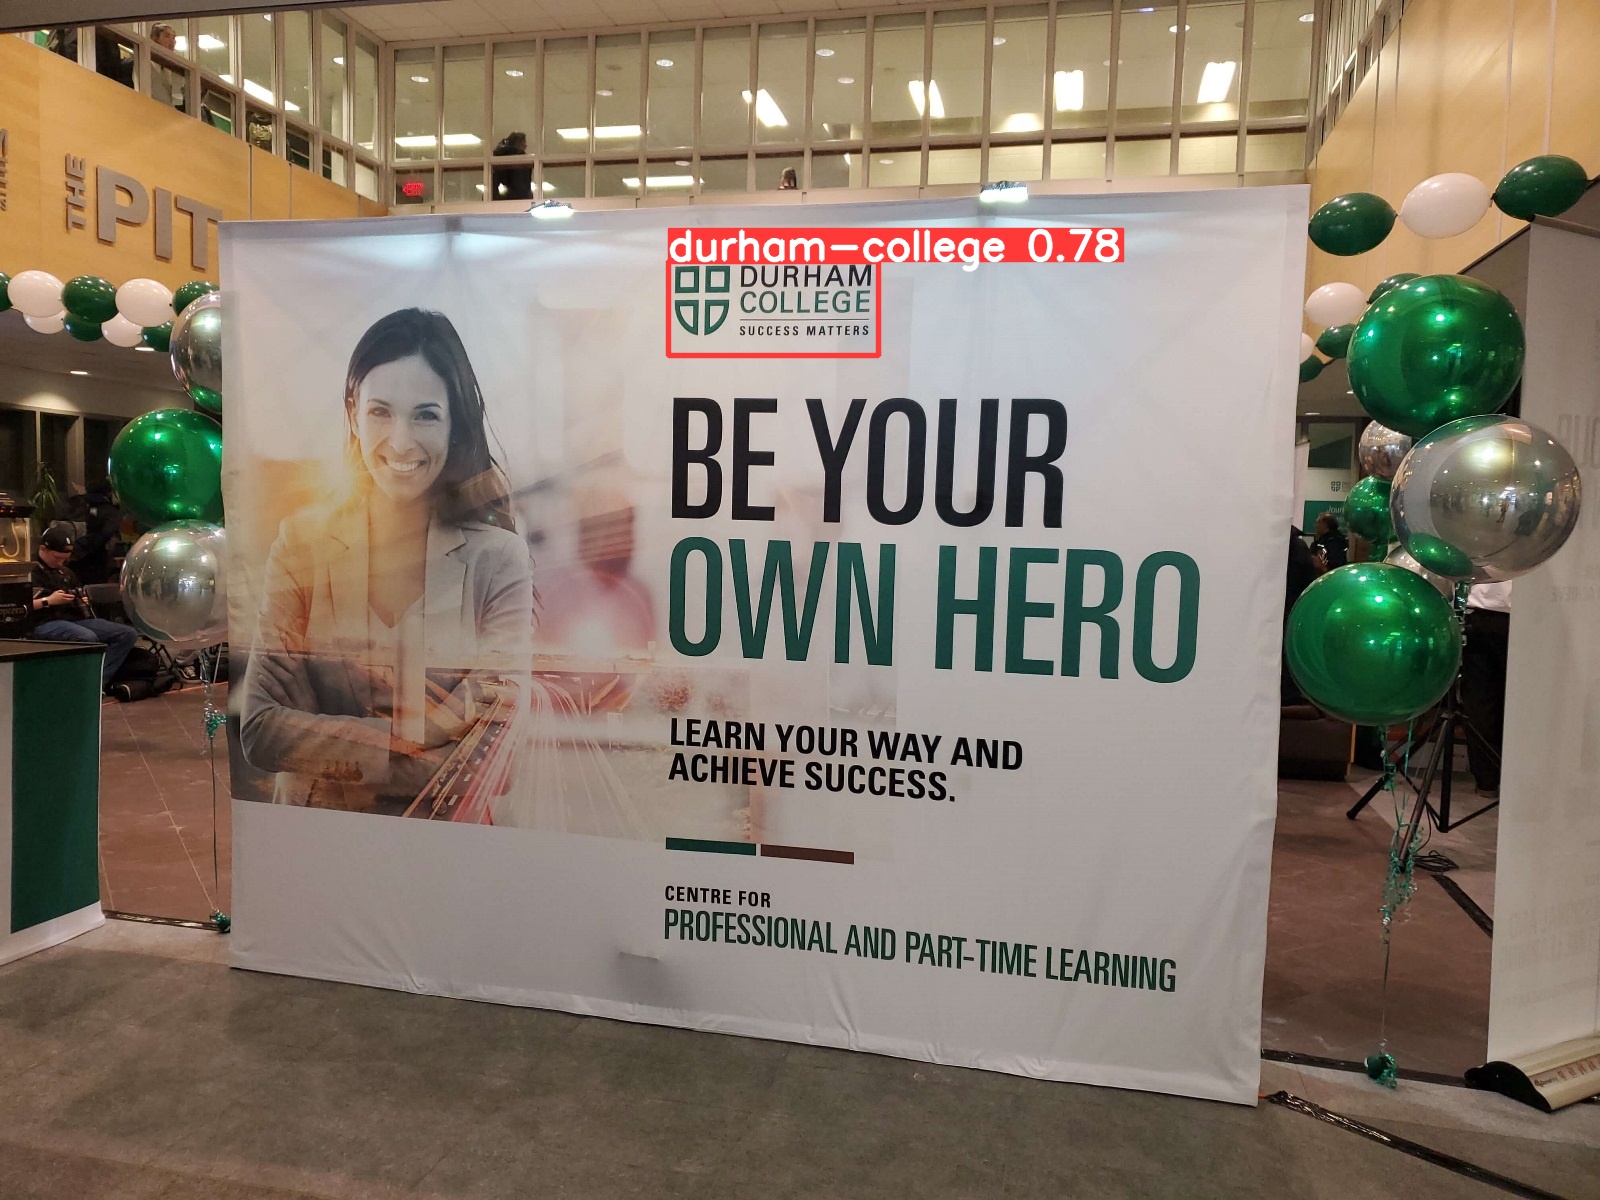 THE PIT
EXIT
durham-college 0.78
DURHAM
COLLEGE
SUCCESS MATTERS
BE YOUR
OWN HERO
LEARN YOUR WAY AND
ACHIEVE SUCCESS.
CENTRE FOR
PROFESSIONAL AND PART-TIME LEARNING